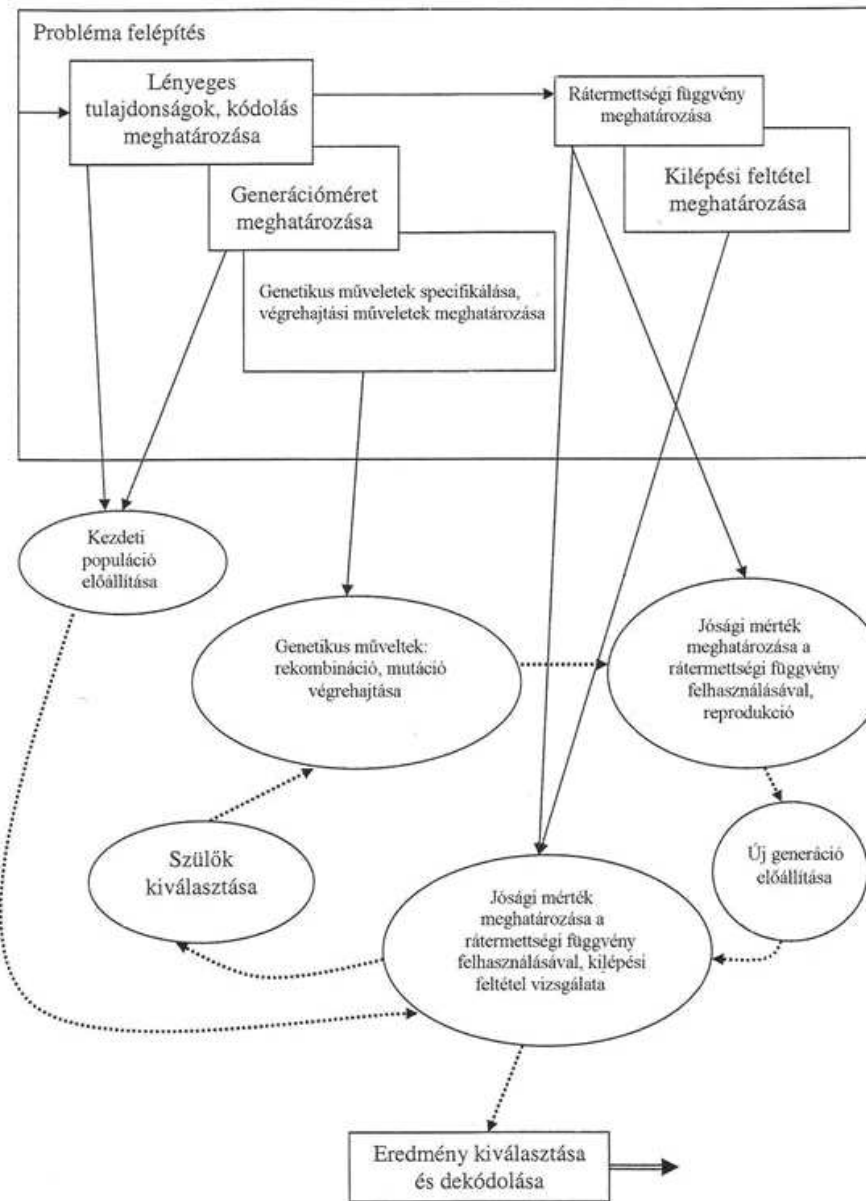 Probléma felépítés
Lényeges
tulajdonságok, kódolás
meghatározása
Rátermettségi függvény
meghatározása
Generációméret
meghatározása
Kilépési feltétel
meghatározása
Genetikus műveletek specifikálása,
végrehajtási műveletek meghatározása
Kezdeti
populáció
előállítása
Genetikus műveltek:
rekombináció, mutáció
végrehajtása
Jósági mérték
meghatározása a
rátermettségi függvény
felhasználásával,
reprodukció
Szülők
kiválasztása
Új generáció
előállítása
Jósági mérték
meghatározása a
rátermettségi függvény
felhasználásával, kilépési
feltétel vizsgálata
Eredmény kiválasztása
és dekódolása